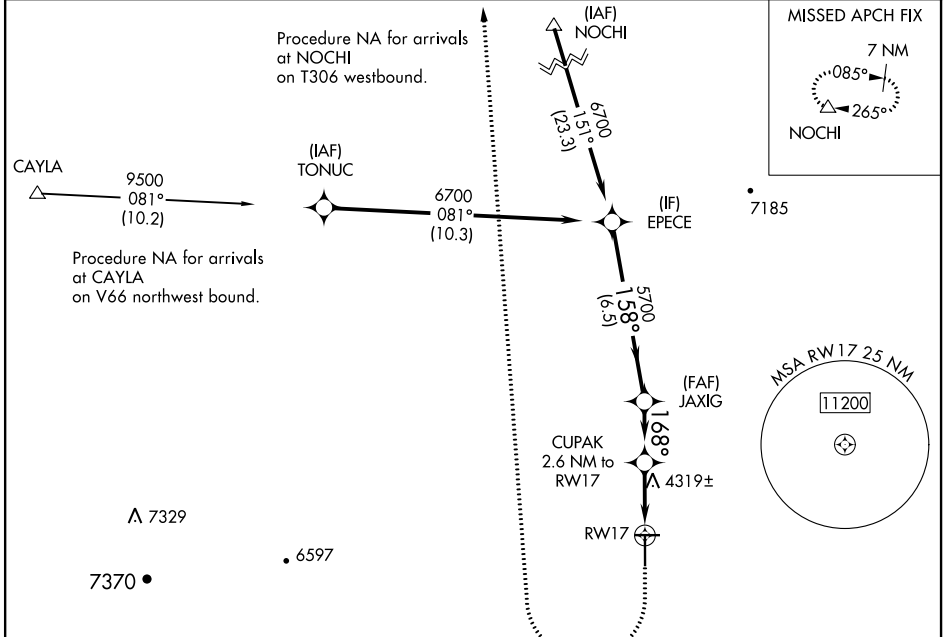 Procedure NA for arrivals
at NOCHI
on T306 westbound.
(IAF)
NOCHI
6700
151°
(23.3)
MISSED APCH FIX
7 NM
085°
265°
NOCHI
CAYLA
9500
081°
(10.2)
(IAF)
TONUC
6700
081°
(10.3)
(IF)
EPECE
7185
Procedure NA for arrivals
at CAYLA
on V66 northwest bound.
5700
158°
(6.5)
(FAF)
JAXIG
168°
CUPAK
2.6 NM to
RW17
4319±
RW17
MSA RW17 25 NM
11200
7329
6597
7370